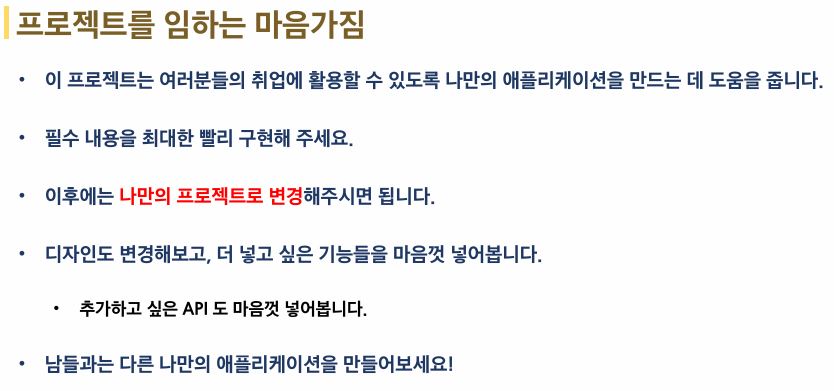 프로젝트를 임하는 마음가짐
• 이 프로젝트는 여러분들의 취업에 활용할 수 있도록 나만의 애플리케이션을 만드는 데 도움을 줍니다.
• 필수 내용을 최대한 빨리 구현해 주세요.
• 이후에는 나만의 프로젝트로 변경해주시면 됩니다.
• 디자인도 변경해보고, 더 넣고 싶은 기능들을 마음껏 넣어봅니다.
• 추가하고 싶은 API 도 마음껏 넣어봅니다.
• 남들과는 다른 나만의 애플리케이션을 만들어보세요!